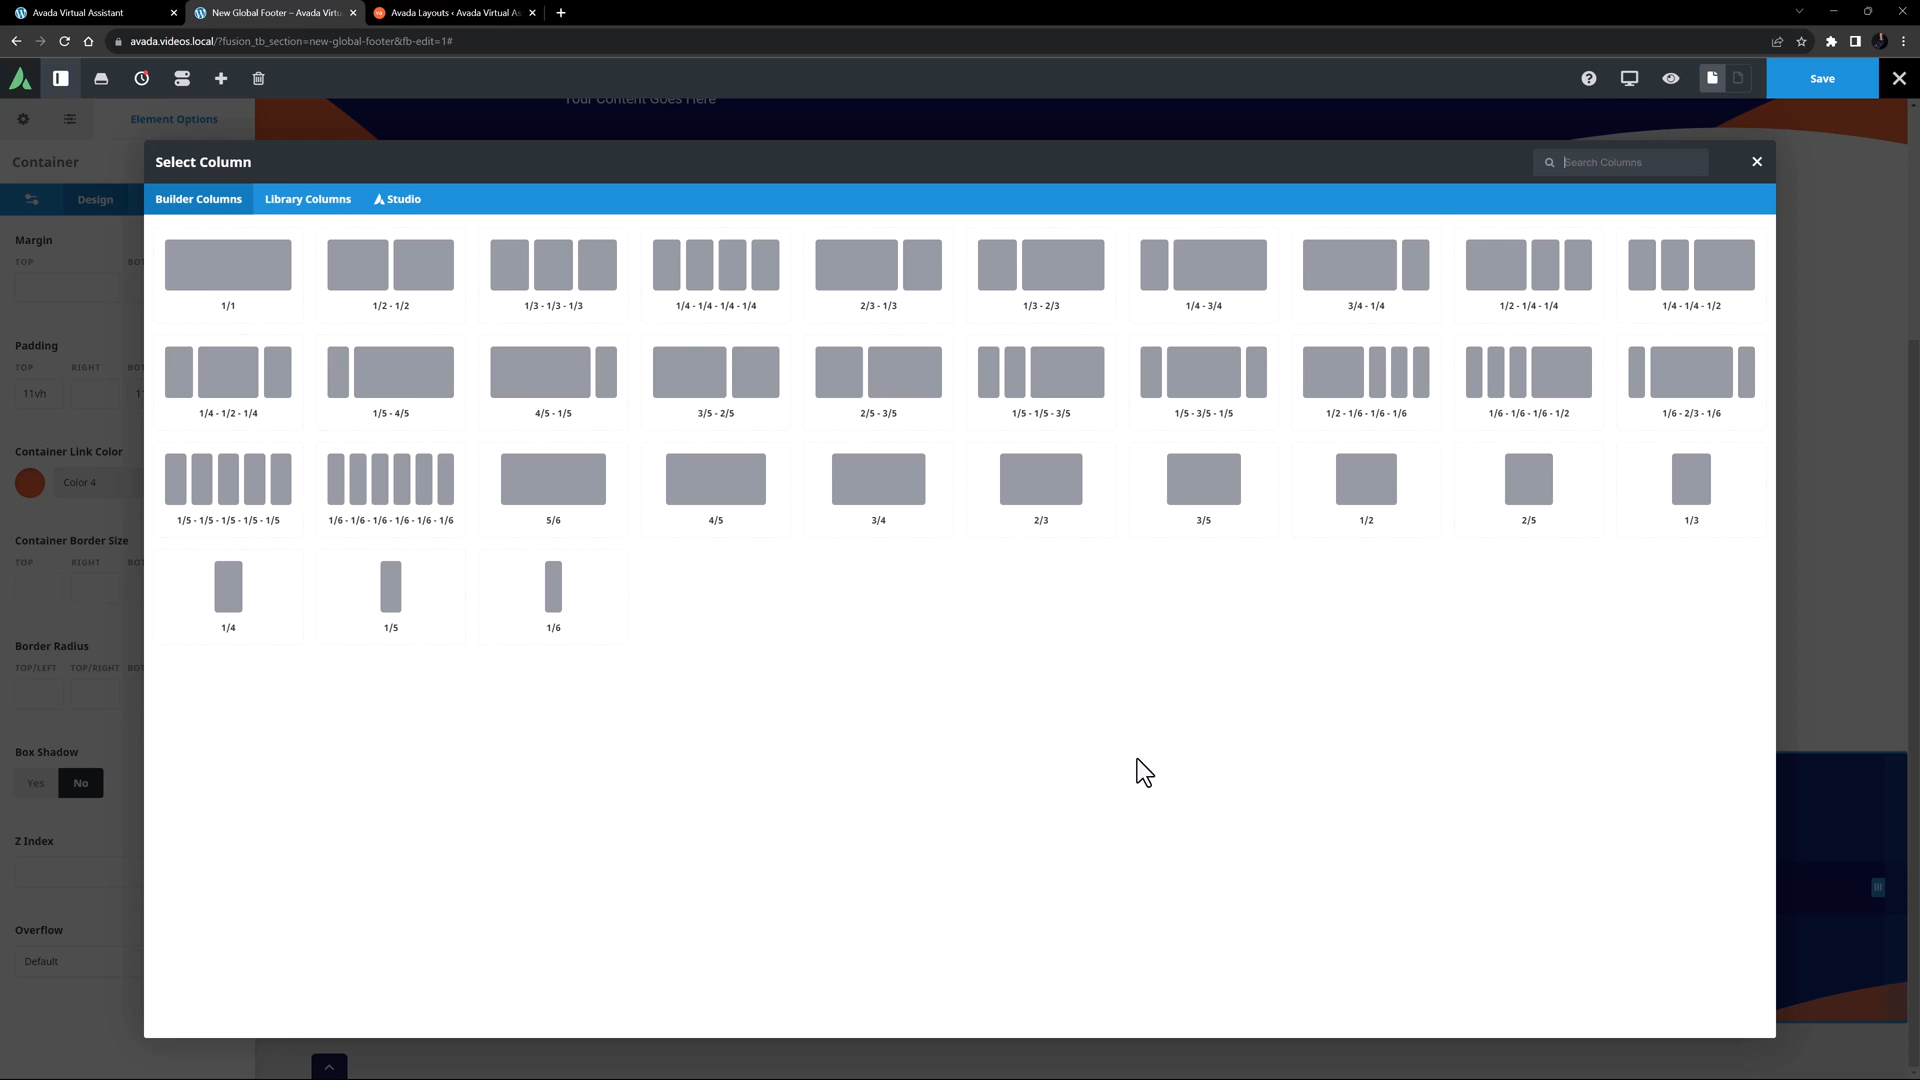 Avada Virtual Assistant
New Global Footer – Avada Virtu
Avada Layouts ‹ Avada Virtual As
avada.videos.local/?fusion_tb_section=new-global-footer&fb-edit=1#
Save
Your Content Goes Here
Element Options
Container
Design
Margin
TOP
BOT
Padding
TOP
RIGHT
BOT
11vh
11
Container Link Color
Color 4
Container Border Size
TOP
RIGHT
BOT
Border Radius
TOP/LEFT
TOP/RIGHT
BOT
Box Shadow
Yes
No
Z Index
Overflow
Default
Select Column
Search Columns
Builder Columns
Library Columns
Studio
1/1
1/2 - 1/2
1/3 - 1/3 - 1/3
1/4 - 1/4 - 1/4 - 1/4
2/3 - 1/3
1/3 - 2/3
1/4 - 3/4
3/4 - 1/4
1/2 - 1/4 - 1/4
1/4 - 1/4 - 1/2
1/4 - 1/2 - 1/4
1/5 - 4/5
4/5 - 1/5
3/5 - 2/5
2/5 - 3/5
1/5 - 1/5 - 3/5
1/5 - 3/5 - 1/5
1/2 - 1/6 - 1/6 - 1/6
1/6 - 1/6 - 1/6 - 1/2
1/6 - 2/3 - 1/6
1/5 - 1/5 - 1/5 - 1/5 - 1/5
1/6 - 1/6 - 1/6 - 1/6 - 1/6 - 1/6
5/6
4/5
3/4
2/3
3/5
1/2
2/5
1/3
1/4
1/5
1/6